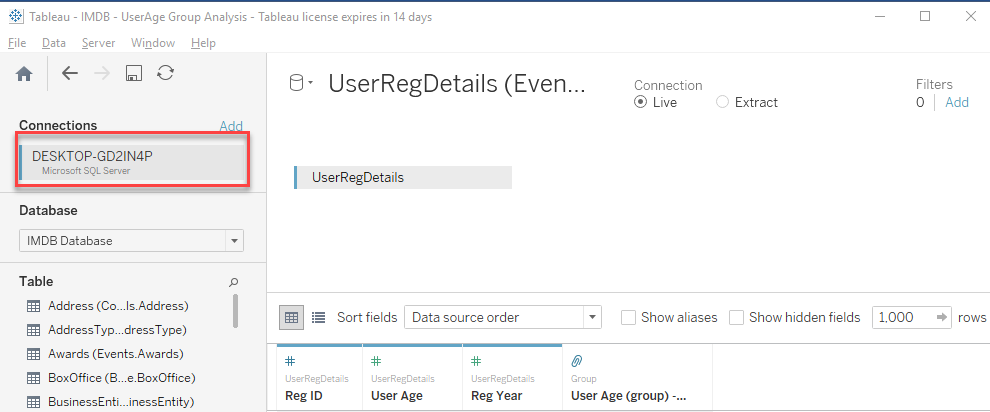 Tableau - IMDB - UserAge Group Analysis - Tableau license expires in 14 days
File Data Server Window Help
Connections Add
DESKTOP-GD2IN4P
Microsoft SQL Server
Database
IMDB Database
Table
Address (Co...ls.Address)
AddressTyp...dressType)
Awards (Events.Awards)
BoxOffice (B...e.BoxOffice)
BusinessEnti...inessEntity)
UserRegDetails (Even...
Connection
Live Extract
Filters
0 Add
UserRegDetails
Sort fields Data source order Show aliases Show hidden fields 1,000 rows
# # #
UserRegDetails UserRegDetails UserRegDetails Group
Reg ID User Age Reg Year User Age (group) -...